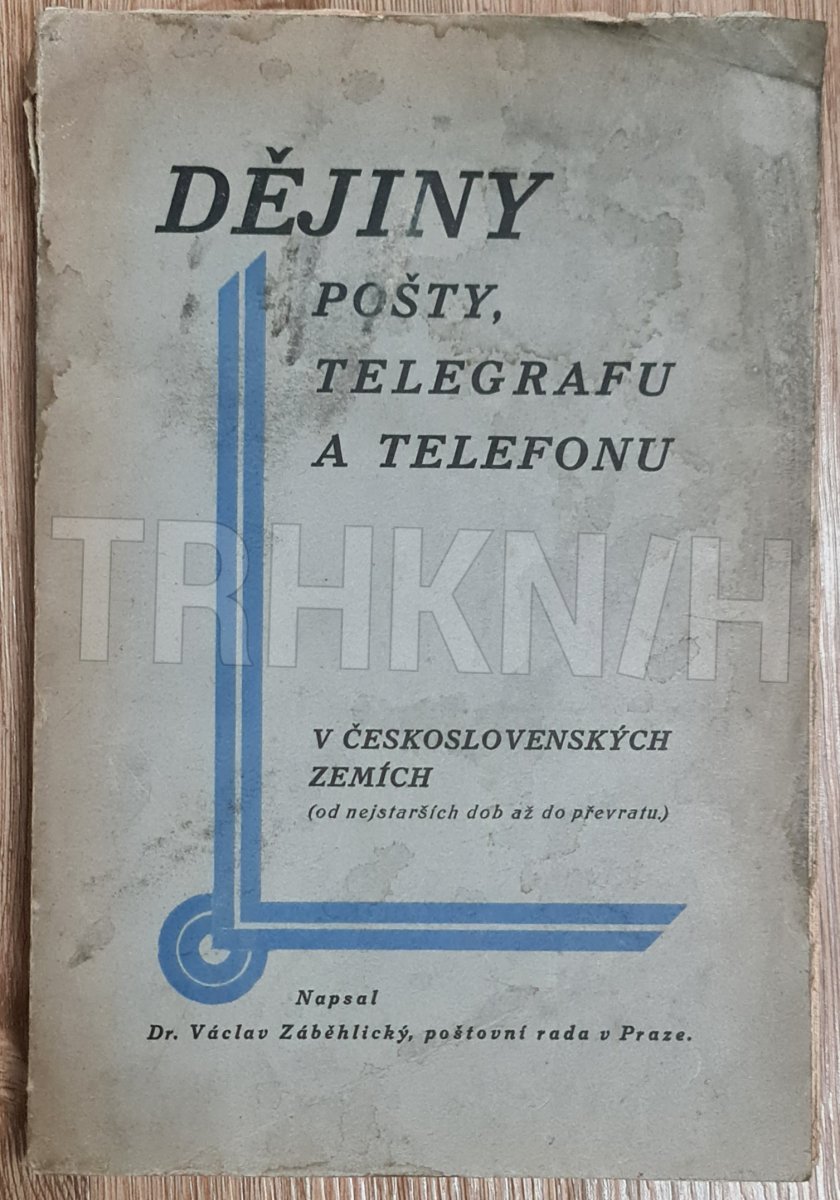 DĚJINY
POŠTY,
TELEGRAFU
A TELEFONU
TRHKN/H
V ČESKOSLOVENSKÝCH
ZEMÍCH
(od nejstarších dob až do převratu.)
Napsal
Dr. Václav Záběhlický, poštovní rada v Praze.